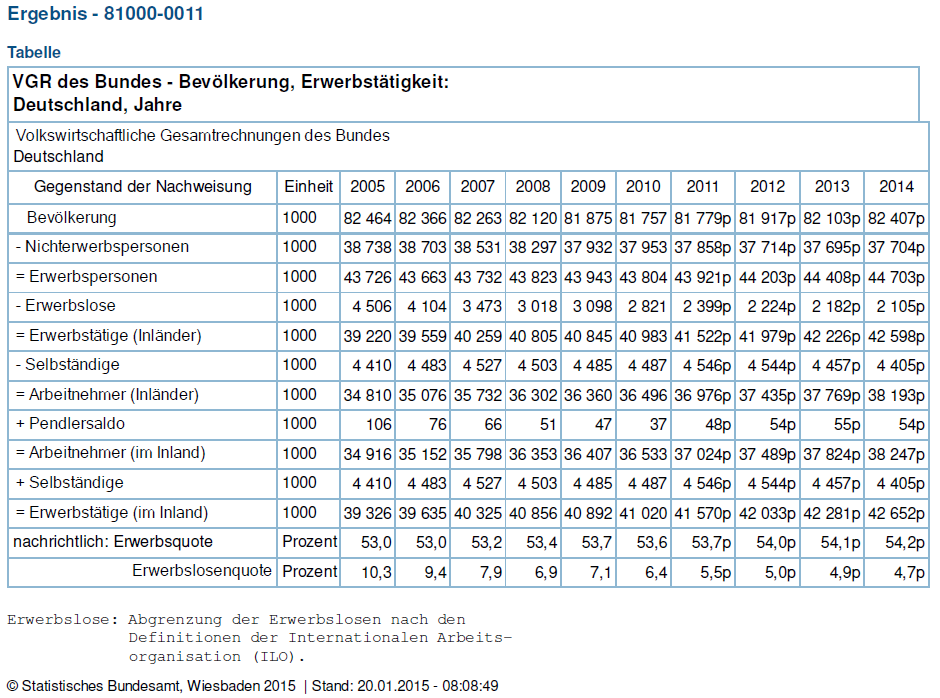 Ergebnis - 81000-0011
Tabelle
VGR des Bundes - Bevölkerung, Erwerbstätigkeit:
Deutschland, Jahre
Volkswirtschaftliche Gesamtrechnungen des Bundes
Deutschland
Gegenstand der Nachweisung Einheit 2005 2006 2007 2008 2009 2010 2011 2012 2013 2014
Bevölkerung 1000 82 464 82 366 82 263 82 120 81 875 81 757 81 779p 81 917p 82 103p 82 407p
- Nichterwerbspersonen 1000 38 738 38 703 38 531 38 297 37 932 37 953 37 858p 37 714p 37 695p 37 704p
= Erwerbspersonen 1000 43 726 43 663 43 732 43 823 43 943 43 804 43 921p 44 203p 44 408p 44 703p
- Erwerbslose 1000 4 506 4 104 3 473 3 018 3 098 2 821 2 399p 2 224p 2 182p 2 105p
= Erwerbstätige (Inländer) 1000 39 220 39 559 40 259 40 805 40 845 40 983 41 522p 41 979p 42 226p 42 598p
- Selbständige 1000 4 410 4 483 4 527 4 503 4 485 4 487 4 546p 4 544p 4 457p 4 405p
= Arbeitnehmer (Inländer) 1000 34 810 35 076 35 732 36 302 36 360 36 496 36 976p 37 435p 37 769p 38 193p
+ Pendlersaldo 1000 106 76 66 51 47 37 48p 54p 55p 54p
= Arbeitnehmer (im Inland) 1000 34 916 35 152 35 798 36 353 36 407 36 533 37 024p 37 489p 37 824p 38 247p
+ Selbständige 1000 4 410 4 483 4 527 4 503 4 485 4 487 4 546p 4 544p 4 457p 4 405p
= Erwerbstätige (im Inland) 1000 39 326 39 635 40 325 40 856 40 892 41 020 41 570p 42 033p 42 281p 42 652p
nachrichtlich: Erwerbsquote Prozent 53,0 53,0 53,2 53,4 53,7 53,6 53,7p 54,0p 54,1p 54,2p
Erwerbslosenquote Prozent 10,3 9,4 7,9 6,9 7,1 6,4 5,5p 5,0p 4,9p 4,7p
Erwerbslose: Abgrenzung der Erwerbslosen nach den
Definitionen der Internationalen Arbeits-
organisation (ILO).
© Statistisches Bundesamt, Wiesbaden 2015 | Stand: 20.01.2015 - 08:08:49